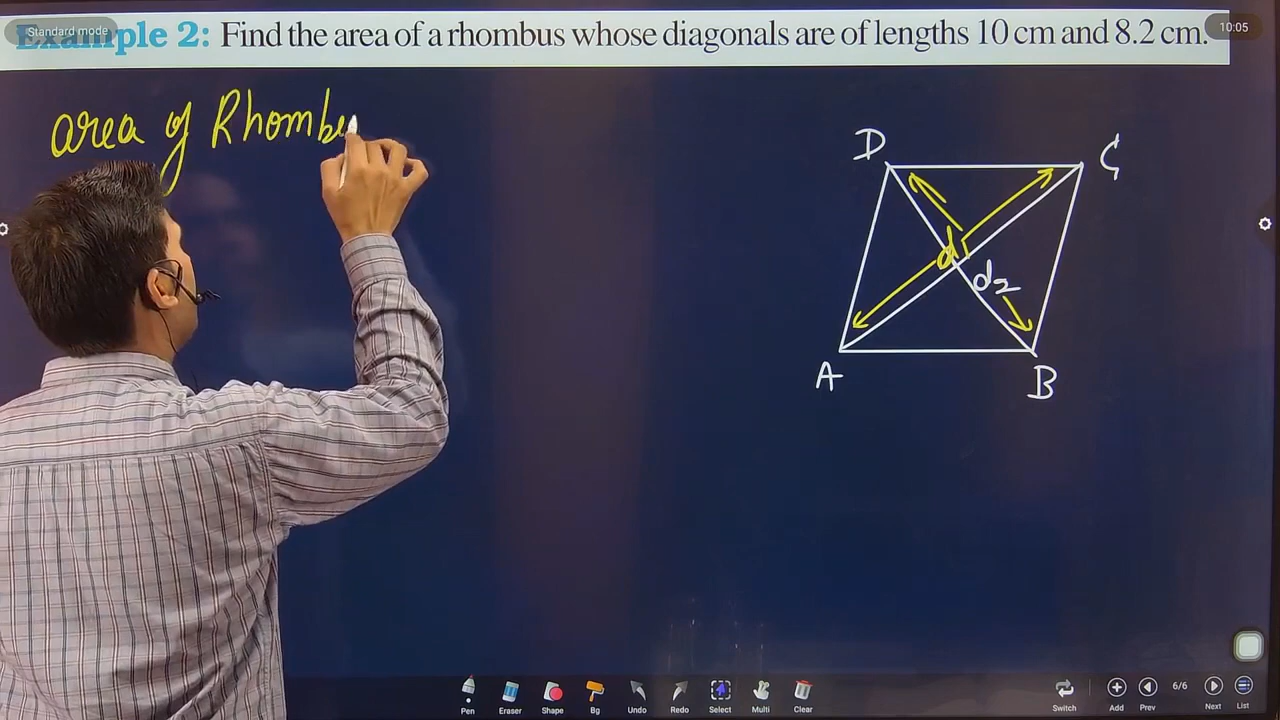 Standard mode
Example 2: Find the area of a rhombus whose diagonals are of lengths 10 cm and 8.2 cm.
10:05
area of Rhombu
D
C
d
d2
A
B
Pen
Eraser
Shape
Bg
Undo
Redo
Select
Multi
Clear
Switch
Add
Prev
6/6
Next
List